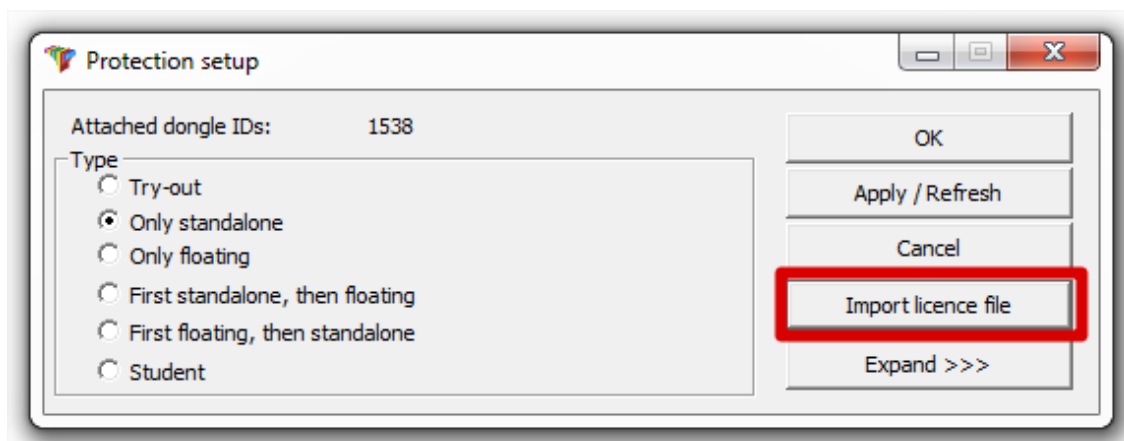 Protection setup
Attached dongle IDs: 1538
Type
Try-out
Only standalone
Only floating
First standalone, then floating
First floating, then standalone
Student
OK
Apply / Refresh
Cancel
Import licence file
Expand >>>